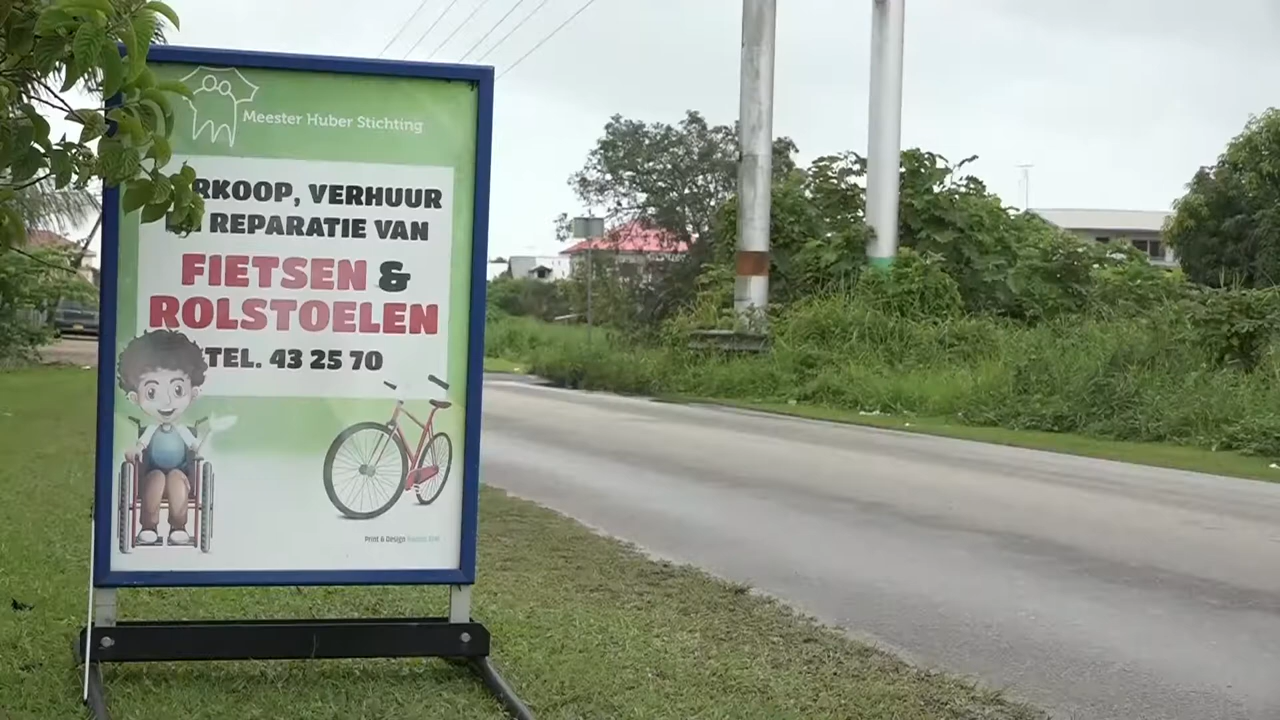 Meester Huber Stichting
RKOOP, VERHUUR
REPARATIE VAN
FIETSEN &
ROLSTOELEN
TEL. 43 25 70
Print & Design